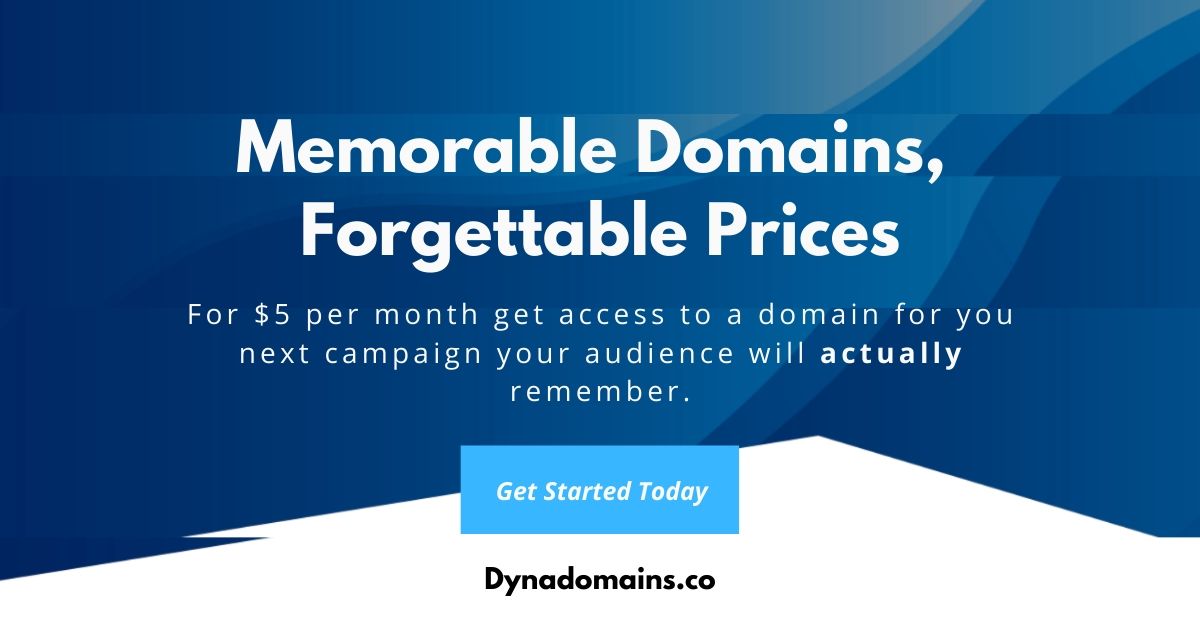 Memorable Domains,
Forgettable Prices
For $5 per month get access to a domain for you
next campaign your audience will actually
remember.
Get Started Today
Dynadomains.co